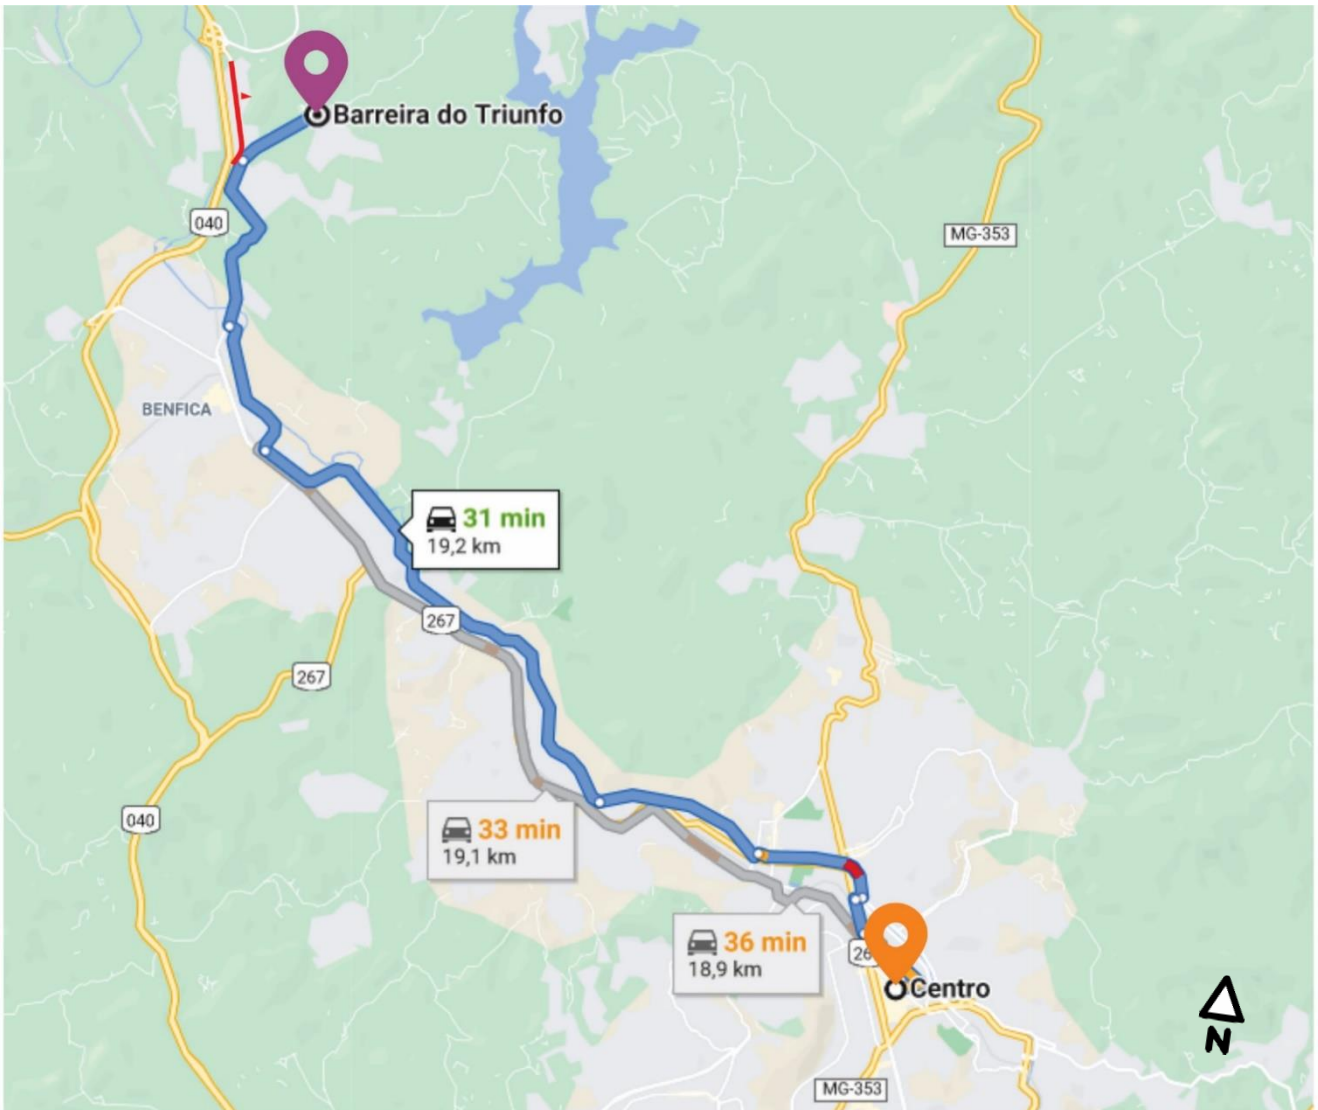 Barreira do Triunfo
040
MG-353
BENFICA
31 min
19,2 km
267
267
040
33 min
19,1 km
36 min
18,9 km
26
Centro
N
MG-353